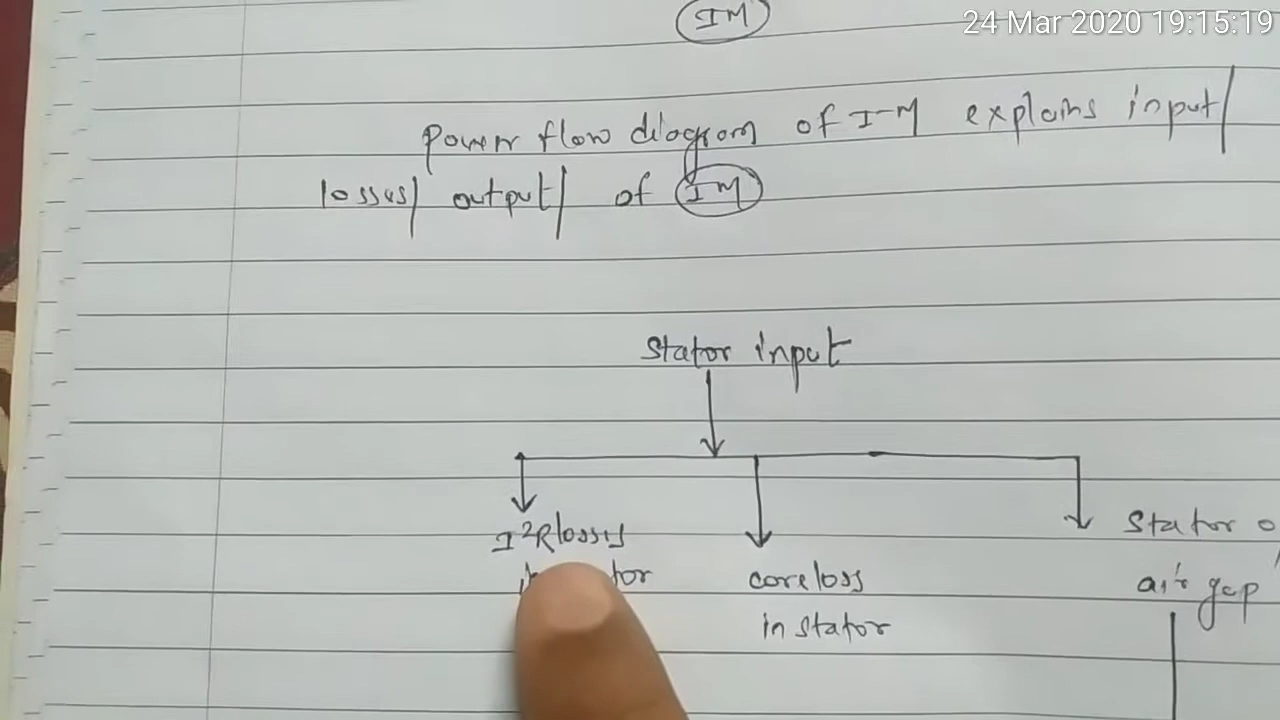 IM
24 Mar 2020 19:15:19
power flow diagram of I-M explains input/
losses/ output/ of IM
Stator input
I²R losses
coreloss
in stator
Stator
air gap